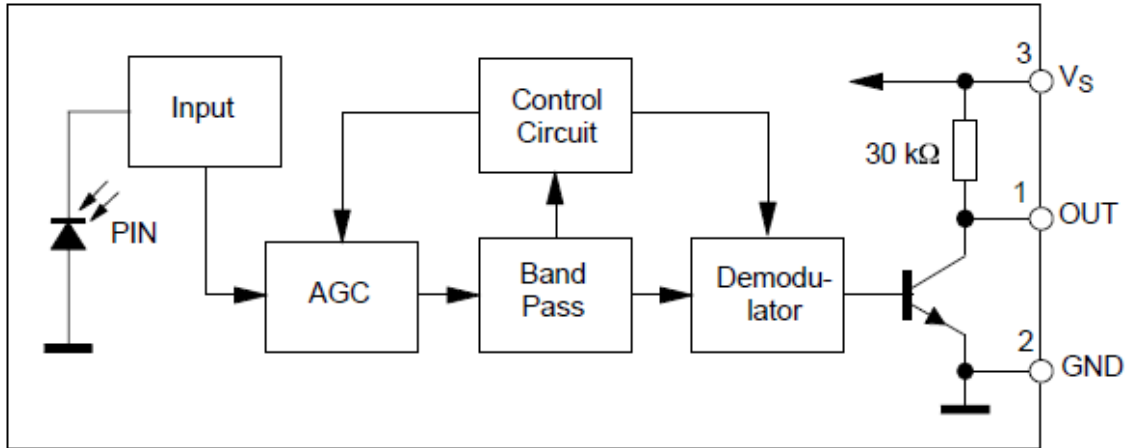 Input
Control
Circuit
3
VS
30 kΩ
1
OUT
PIN
AGC
Band
Pass
Demodu-
lator
2
GND